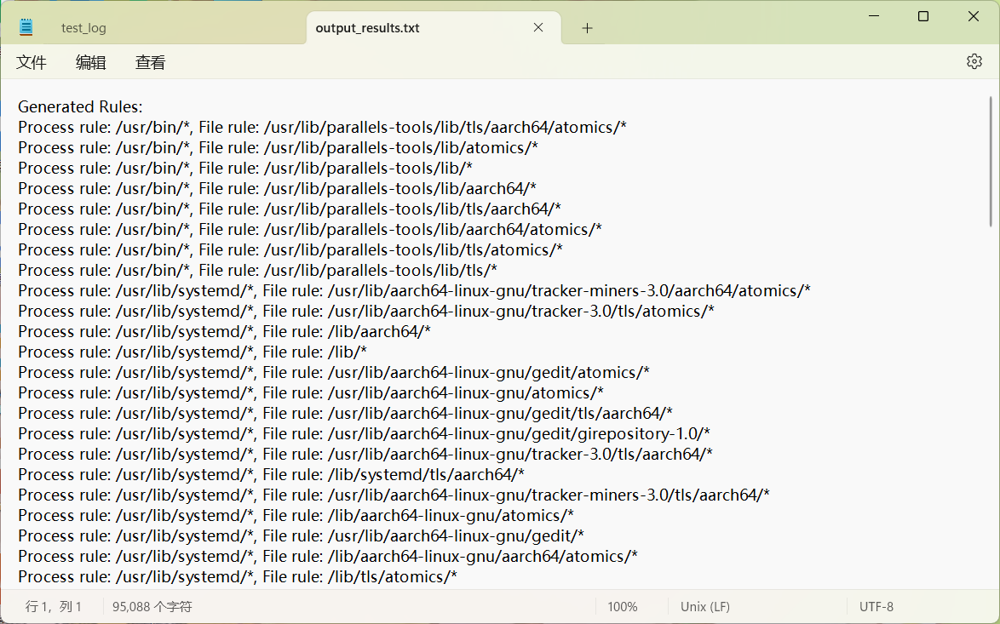 test_log
output_results.txt
文件 编辑 查看
Generated Rules:
Process rule: /usr/bin/*, File rule: /usr/lib/parallels-tools/lib/tls/aarch64/atomics/*
Process rule: /usr/bin/*, File rule: /usr/lib/parallels-tools/lib/atomics/*
Process rule: /usr/bin/*, File rule: /usr/lib/parallels-tools/lib/*
Process rule: /usr/bin/*, File rule: /usr/lib/parallels-tools/lib/aarch64/*
Process rule: /usr/bin/*, File rule: /usr/lib/parallels-tools/lib/tls/aarch64/*
Process rule: /usr/bin/*, File rule: /usr/lib/parallels-tools/lib/aarch64/atomics/*
Process rule: /usr/bin/*, File rule: /usr/lib/parallels-tools/lib/tls/atomics/*
Process rule: /usr/bin/*, File rule: /usr/lib/parallels-tools/lib/tls/*
Process rule: /usr/lib/systemd/*, File rule: /usr/lib/aarch64-linux-gnu/tracker-miners-3.0/aarch64/atomics/*
Process rule: /usr/lib/systemd/*, File rule: /usr/lib/aarch64-linux-gnu/tracker-3.0/tls/atomics/*
Process rule: /usr/lib/systemd/*, File rule: /lib/aarch64/*
Process rule: /usr/lib/systemd/*, File rule: /lib/*
Process rule: /usr/lib/systemd/*, File rule: /usr/lib/aarch64-linux-gnu/gedit/atomics/*
Process rule: /usr/lib/systemd/*, File rule: /usr/lib/aarch64-linux-gnu/atomics/*
Process rule: /usr/lib/systemd/*, File rule: /usr/lib/aarch64-linux-gnu/gedit/tls/aarch64/*
Process rule: /usr/lib/systemd/*, File rule: /usr/lib/aarch64-linux-gnu/gedit/girepository-1.0/*
Process rule: /usr/lib/systemd/*, File rule: /usr/lib/aarch64-linux-gnu/tracker-3.0/tls/aarch64/*
Process rule: /usr/lib/systemd/*, File rule: /lib/systemd/tls/aarch64/*
Process rule: /usr/lib/systemd/*, File rule: /usr/lib/aarch64-linux-gnu/tracker-miners-3.0/tls/aarch64/*
Process rule: /usr/lib/systemd/*, File rule: /lib/aarch64-linux-gnu/atomics/*
Process rule: /usr/lib/systemd/*, File rule: /usr/lib/aarch64-linux-gnu/gedit/*
Process rule: /usr/lib/systemd/*, File rule: /lib/aarch64-linux-gnu/aarch64/atomics/*
Process rule: /usr/lib/systemd/*, File rule: /lib/tls/atomics/*
行 1, 列 1 95,088 个字符 100% Unix (LF) UTF-8